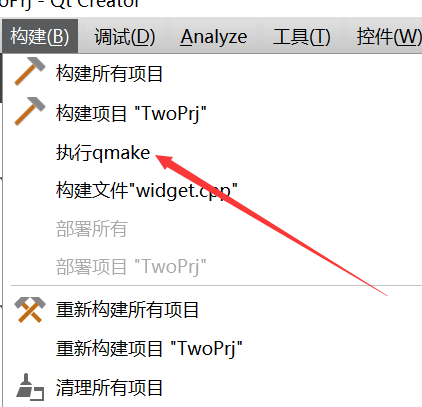 oPrj - Qt Creator
构建(B) 调试(D) Analyze 工具(T) 控件(W)
构建所有项目
构建项目 "TwoPrj"
执行qmake
构建文件"widget.cpp"
部署所有
部署项目 "TwoPrj"
重新构建所有项目
重新构建项目 "TwoPrj"
清理所有项目